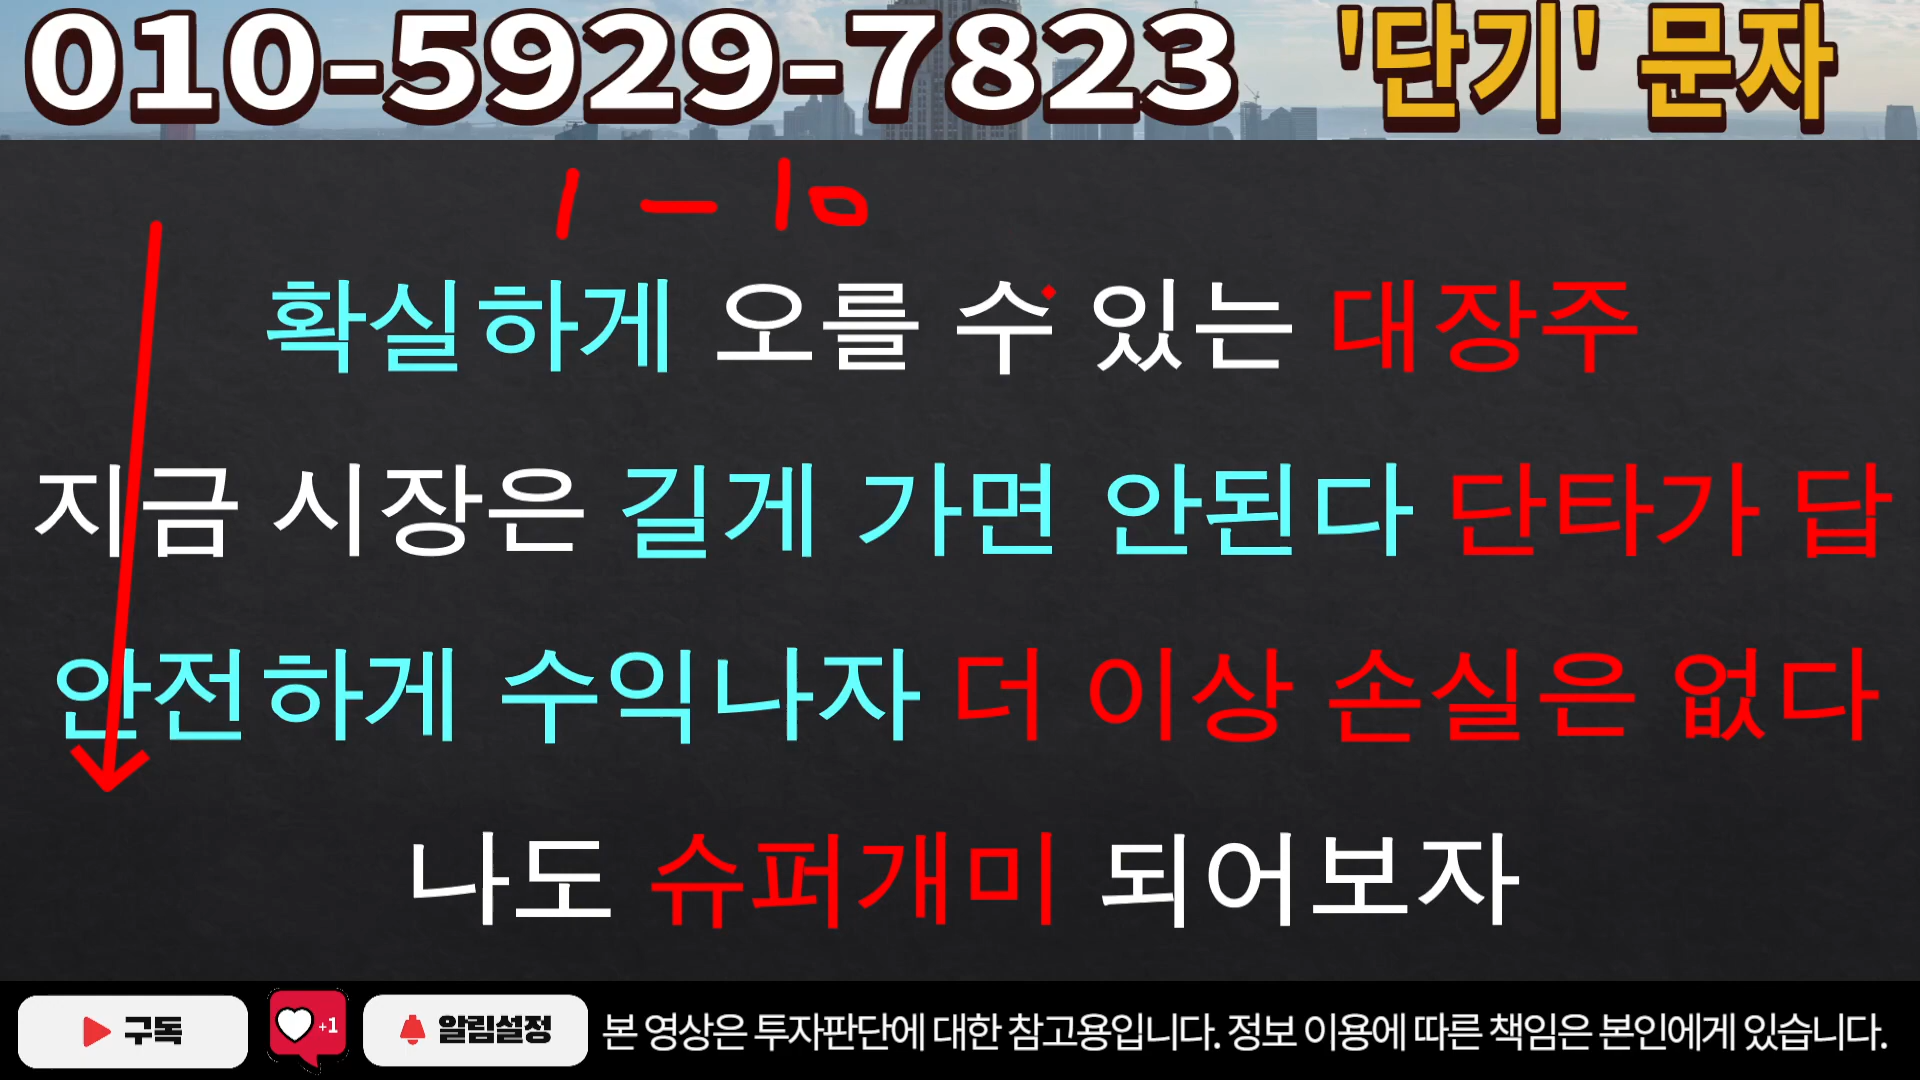 010-5929-7823 '단기' 문자
1 - 10
확실하게 오를 수 있는 대장주
지금 시장은 길게 가면 안된다 단타가 답
안전하게 수익나자 더 이상 손실은 없다
나도 슈퍼개미 되어보자
구독 +1 알림설정 본 영상은 투자판단에 대한 참고용입니다. 정보 이용에 따른 책임은 본인에게 있습니다.